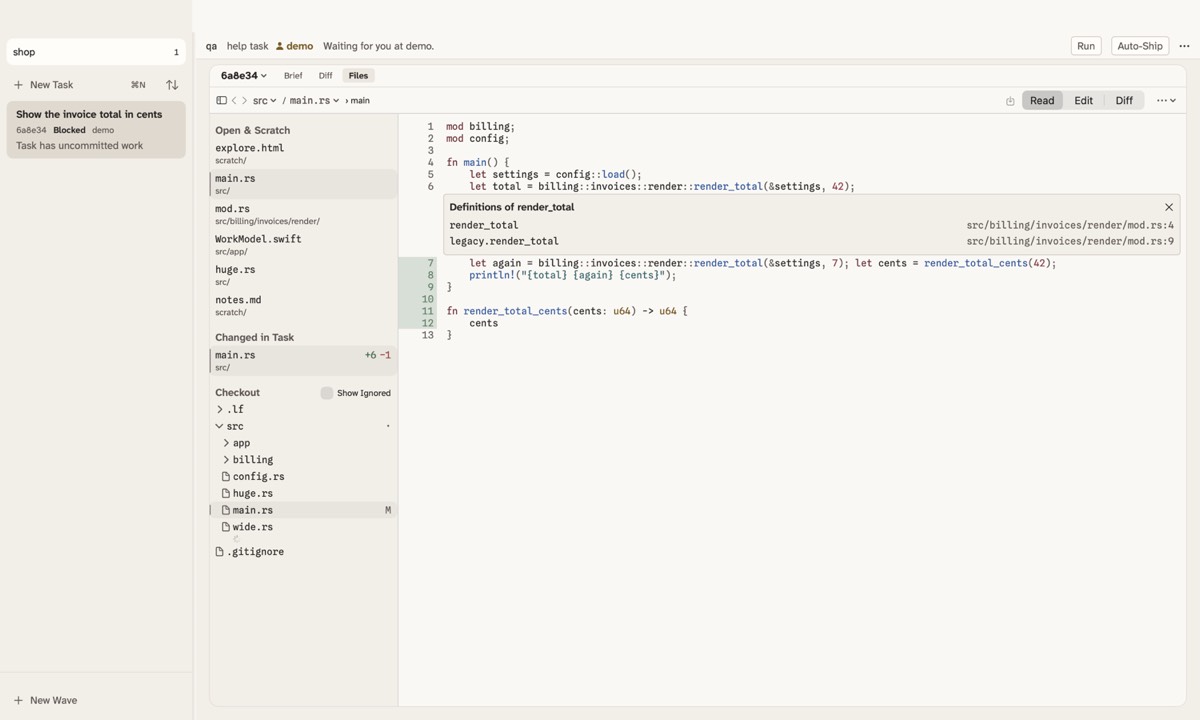 shop 1
New Task ⌘N
Show the invoice total in cents
6a8e34 Blocked demo
Task has uncommitted work
New Wave
qa help task demo Waiting for you at demo.
Run Auto-Ship ···
6a8e34 Brief Diff Files
src / main.rs › main
Read Edit Diff ···
Open & Scratch
explore.html
scratch/
main.rs
src/
mod.rs
src/billing/invoices/render/
WorkModel.swift
src/app/
huge.rs
src/
notes.md
scratch/
Changed in Task
main.rs +6 −1
src/
Checkout Show Ignored
.lf
src ·
app
billing
config.rs
huge.rs
main.rs M
wide.rs
.gitignore
1 mod billing;
2 mod config;
3
4 fn main() {
5     let settings = config::load();
6     let total = billing::invoices::render::render_total(&settings, 42);
Definitions of render_total
render_total src/billing/invoices/render/mod.rs:4
legacy.render_total src/billing/invoices/render/mod.rs:9
7     let again = billing::invoices::render::render_total(&settings, 7); let cents = render_total_cents(42);
8     println!("{total} {again} {cents}");
9 }
10
11 fn render_total_cents(cents: u64) -> u64 {
12     cents
13 }